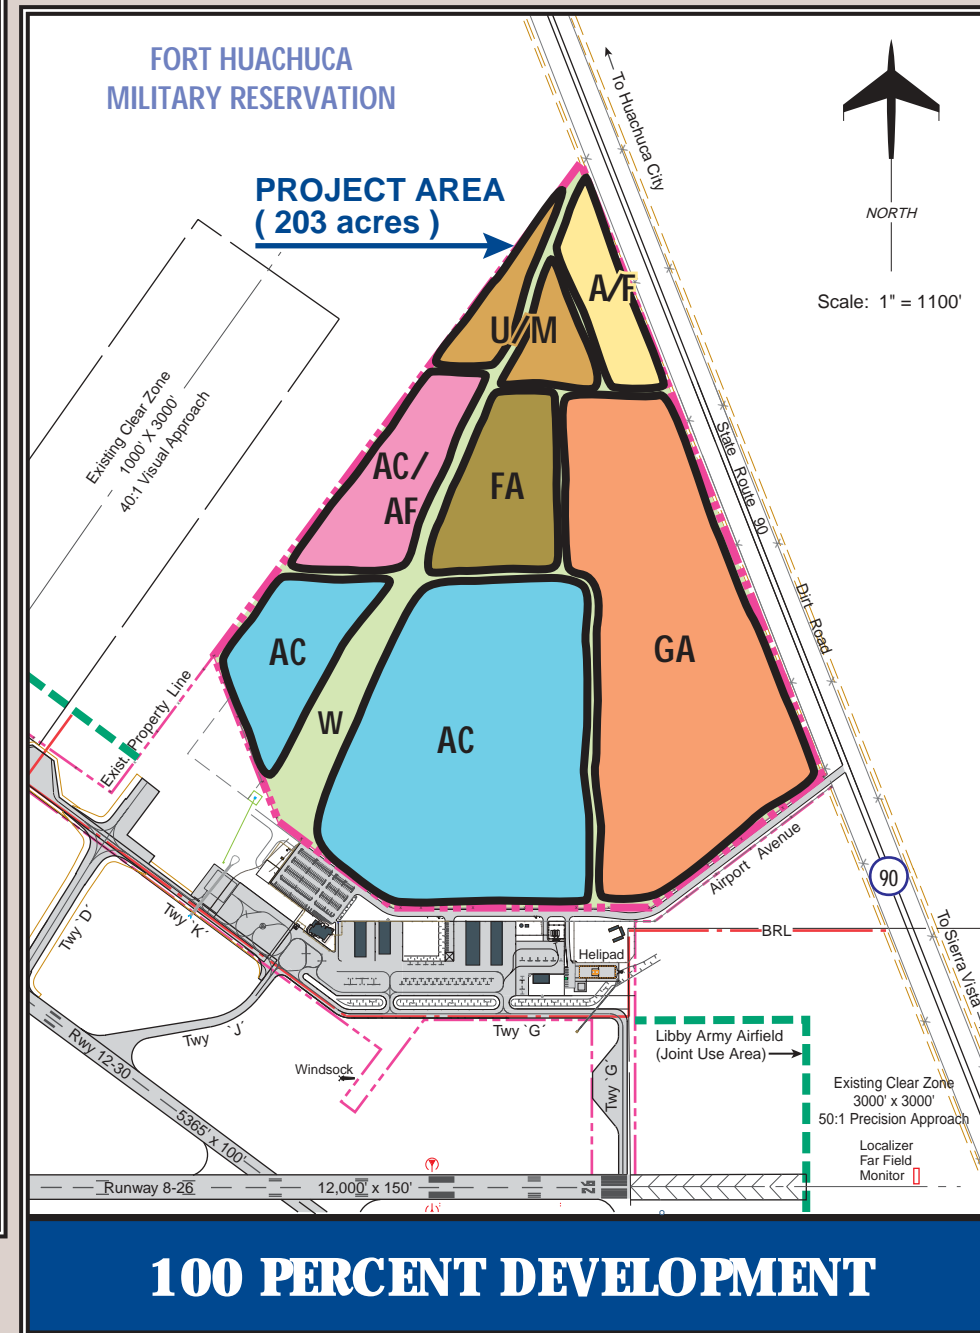 FORT HUACHUCA
MILITARY RESERVATION
To Huachuca City
PROJECT AREA
( 203 acres )
NORTH
Scale: 1" = 1100'
A/F
U/M
Existing Clear Zone
1000' X 3000'
40:1 Visual Approach
AC/
AF
FA
State Route 90
Dirt Road
GA
AC
W
AC
Exist. Property Line
Airport Avenue
90
To Sierra Vista
Twy `D´
Twy `K´
BRL
Helipad
Twy `J´
Twy `G´
Libby Army Airfield
(Joint Use Area)
Rwy 12-30
5365' x 100'
Windsock
Twy `G´
Existing Clear Zone
3000' x 3000'
50:1 Precision Approach
Localizer
Far Field
Monitor
Runway 8-26
12,000' x 150'
26
100 PERCENT DEVELOPMENT